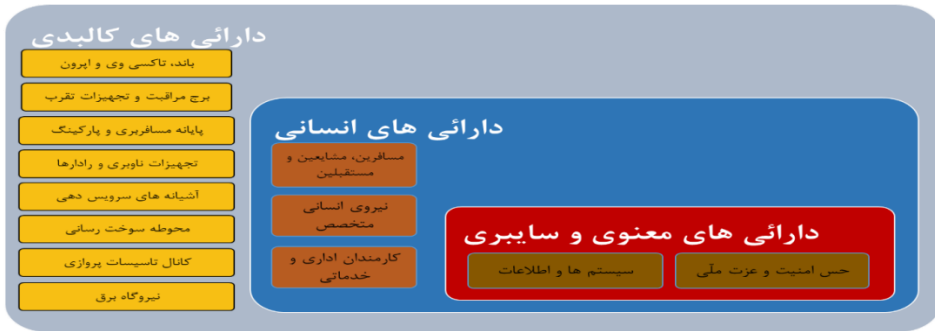 دارائی های کالبدی
باند، تاکسی وی و اپرون
برج مراقبت و تجهیزات تقرب
پایانه مسافربری و پارکینگ
تجهیزات ناوبری و رادارها
آشیانه های سرویس دهی
محوطه سوخت رسانی
کانال تاسیسات پروازی
نیروگاه برق
دارائی های انسانی
مسافرین، مشایعین و
مستقبلین
نیروی انسانی
متخصص
کارمندان اداری و
خدماتی
دارائی های معنوی و سایبری
حس امنیت و عزت ملّی
سیستم ها و اطلاعات